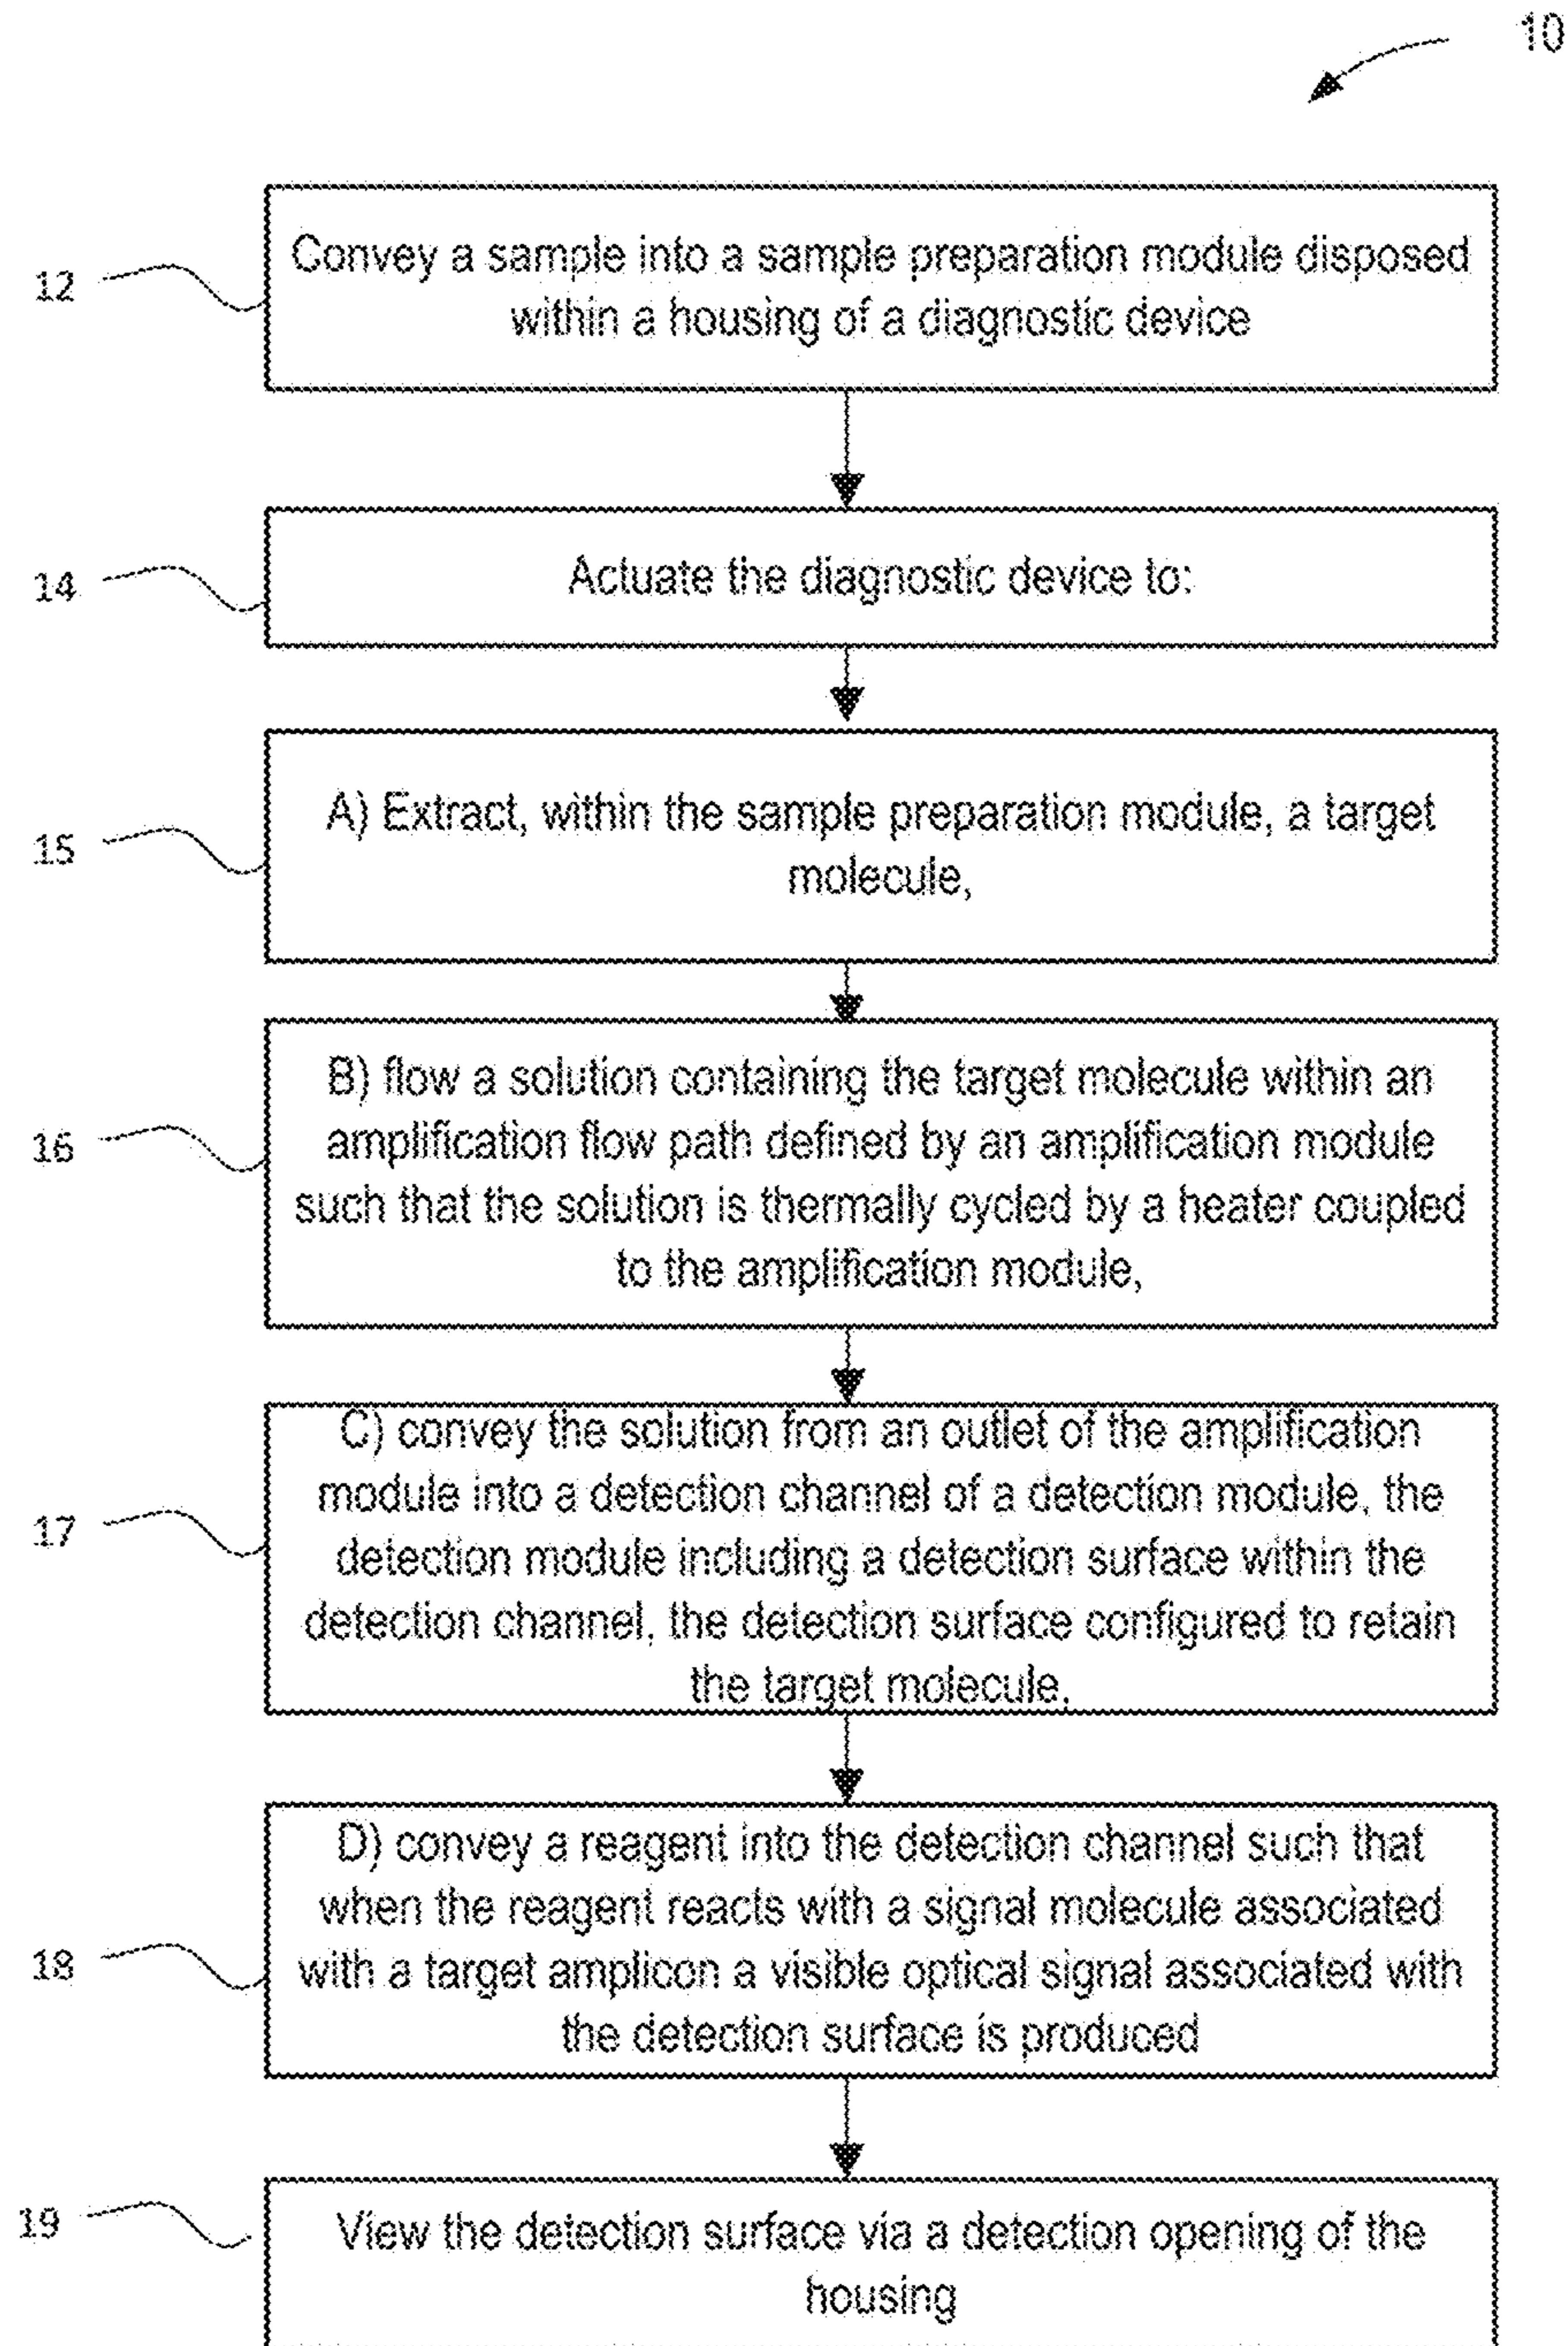 10
12
Convey a sample into a sample preparation module disposed
within a housing of a diagnostic device
14
Actuate the diagnostic device to:
15
A) Extract, within the sample preparation module, a target
molecule,
16
B) flow a solution containing the target molecule within an
amplification flow path defined by an amplification module
such that the solution is thermally cycled by a heater coupled
to the amplification module,
17
C) convey the solution from an outlet of the amplification
module into a detection channel of a detection module, the
detection module including a detection surface within the
detection channel, the detection surface configured to retain
the target molecule,
18
D) convey a reagent into the detection channel such that
when the reagent reacts with a signal molecule associated
with a target amplicon a visible optical signal associated with
the detection surface is produced
19
View the detection surface via a detection opening of the
housing